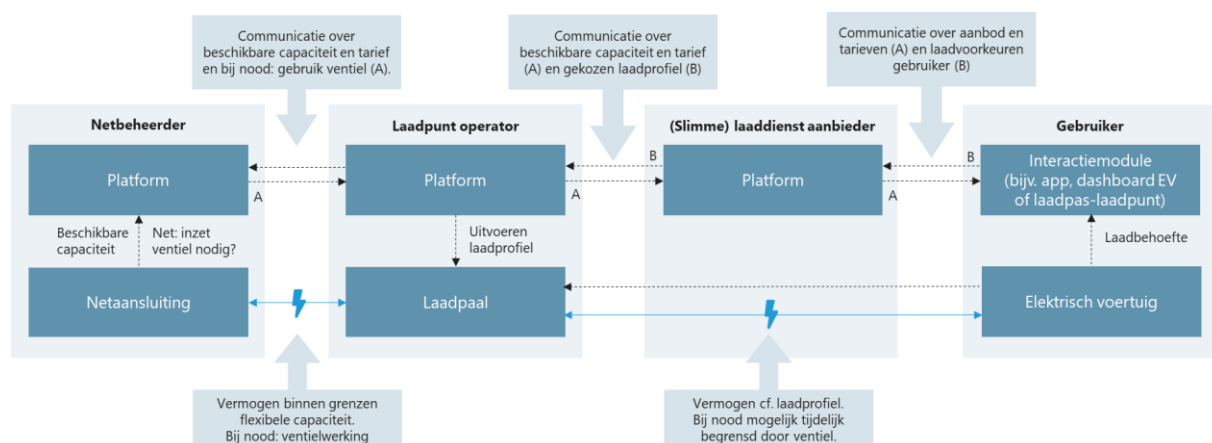 Communicatie over
beschikbare capaciteit en tarief
en bij nood: gebruik ventiel (A).
Communicatie over
beschikbare capaciteit en tarief
(A) en gekozen laadprofiel (B)
Communicatie over aanbod en
tarieven (A) en laadvoorkeuren
gebruiker (B)
Netbeheerder
Laadpunt operator
(Slimme) laaddienst aanbieder
Gebruiker
Platform
A
Platform
B
A
Platform
B
A
Interactiemodule
(bijv. app, dashboard EV
of laadpas-laadpunt)
Beschikbare
capaciteit
Net: inzet
ventiel nodig?
Uitvoeren
laadprofiel
Laadbehoefte
Netaansluiting
Laadpaal
Elektrisch voertuig
Vermogen binnen grenzen
flexibele capaciteit.
Bij nood: ventielwerking
Vermogen cf. laadprofiel.
Bij nood mogelijk tijdelijk
begrensd door ventiel.